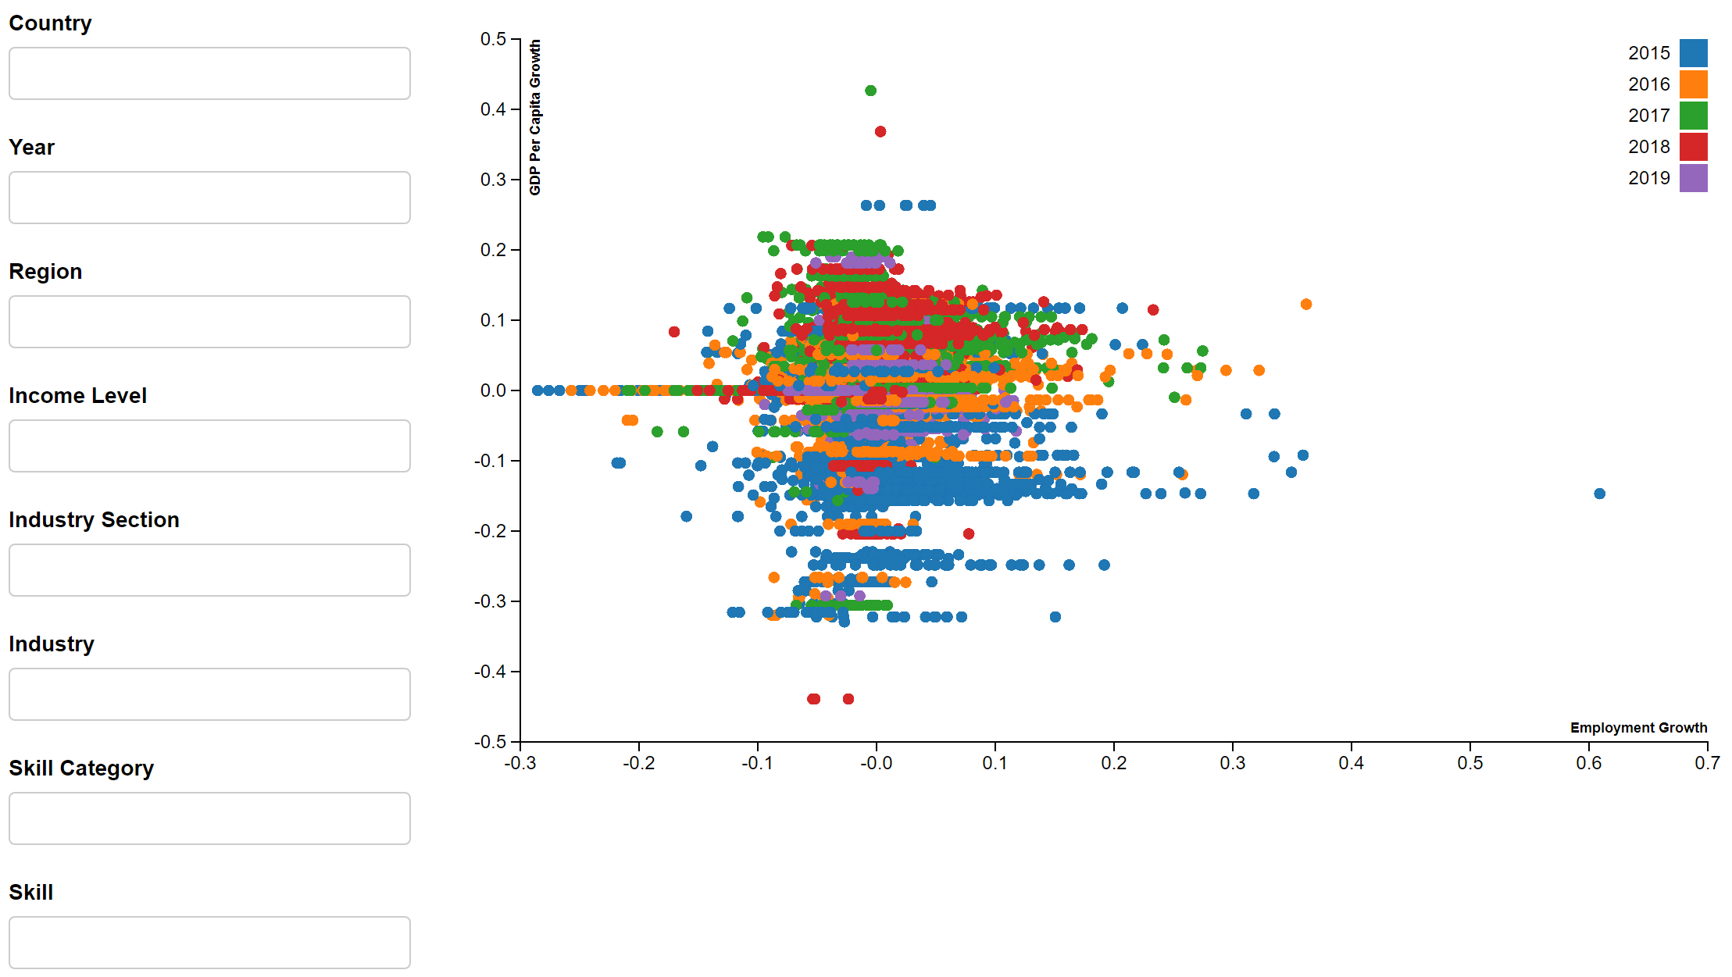 Country
Year
Region
Income Level
Industry Section
Industry
Skill Category
Skill
0.5
0.4
0.3
0.2
0.1
0.0
-0.1
-0.2
-0.3
-0.4
-0.5
GDP Per Capita Growth
2015
2016
2017
2018
2019
Employment Growth
-0.3 -0.2 -0.1 -0.0 0.1 0.2 0.3 0.4 0.5 0.6 0.7